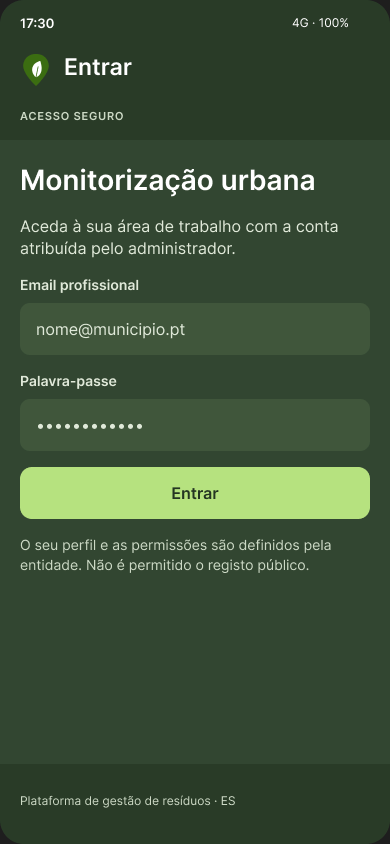 17:30
4G · 100%
Entrar
ACESSO SEGURO
Monitorização urbana
Aceda à sua área de trabalho com a conta
atribuída pelo administrador.
Email profissional
nome@municipio.pt
Palavra-passe
••••••••••••
Entrar
O seu perfil e as permissões são definidos pela
entidade. Não é permitido o registo público.
Plataforma de gestão de resíduos · ES